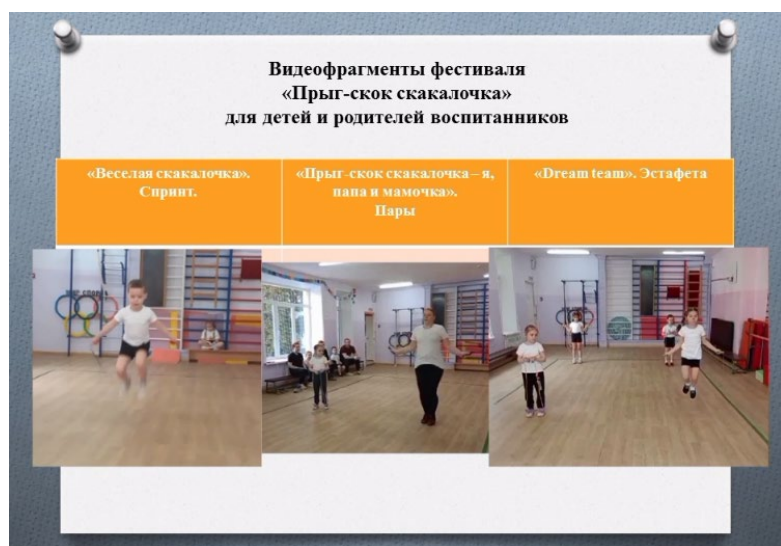 Видеофрагменты фестиваля
«Прыг-скок скакалочка»
для детей и родителей воспитанников
«Веселая скакалочка».
Спринт.
«Прыг-скок скакалочка – я,
папа и мамочка».
Пары
«Dream team». Эстафета